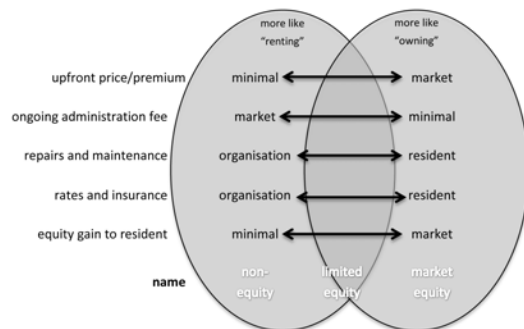 more like more like
"renting" "owning"
upfront price/premium minimal market
ongoing administration fee market minimal
repairs and maintenance organisation resident
rates and insurance organisation resident
equity gain to resident minimal market
name non- limited market
equity equity equity